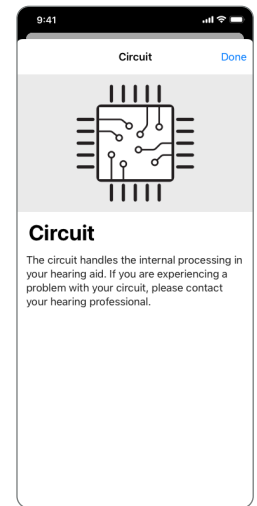 9:41
Circuit
Done
Circuit
The circuit handles the internal processing in
your hearing aid. If you are experiencing a
problem with your circuit, please contact
your hearing professional.